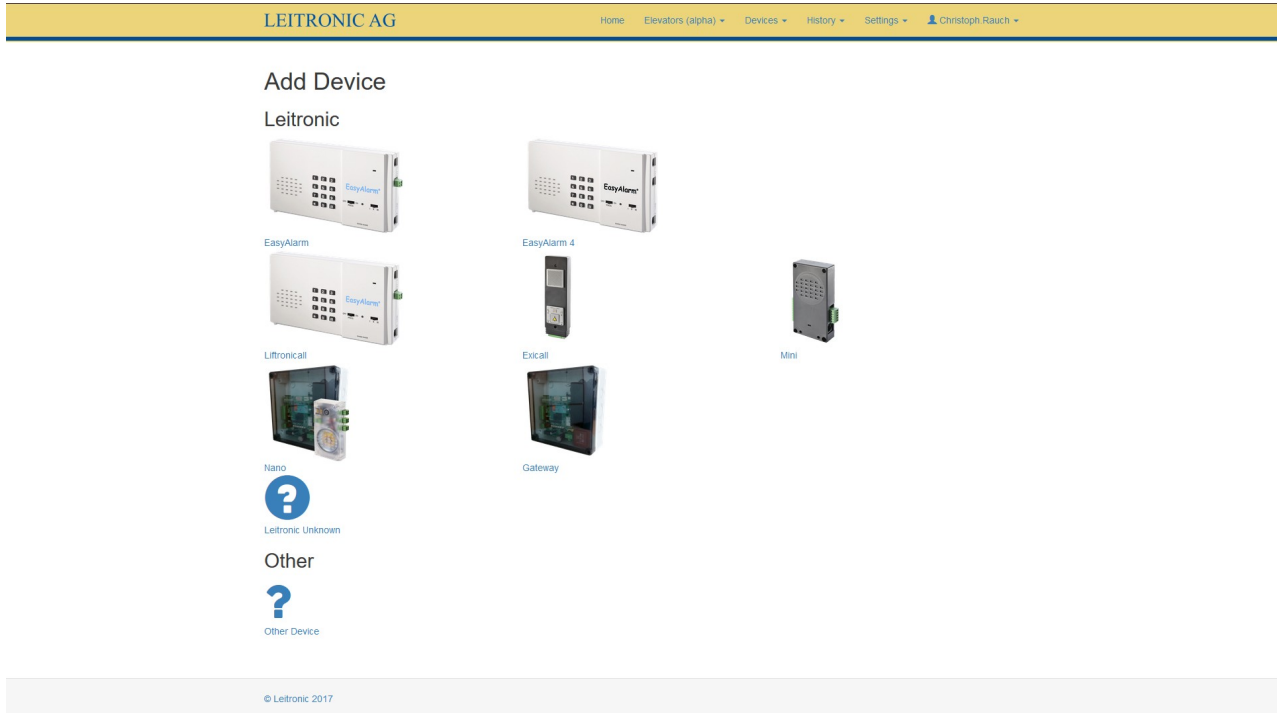 LEITRONIC AG
Home Elevators (alpha) Devices History Settings Christoph.Rauch
Add Device
Leitronic
EasyAlarm
EasyAlarm
EasyAlarm EasyAlarm 4
EasyAlarm
Liftronicall Exicall Mini
Nano Gateway
?
Leitronic Unknown
Other
?
Other Device
© Leitronic 2017